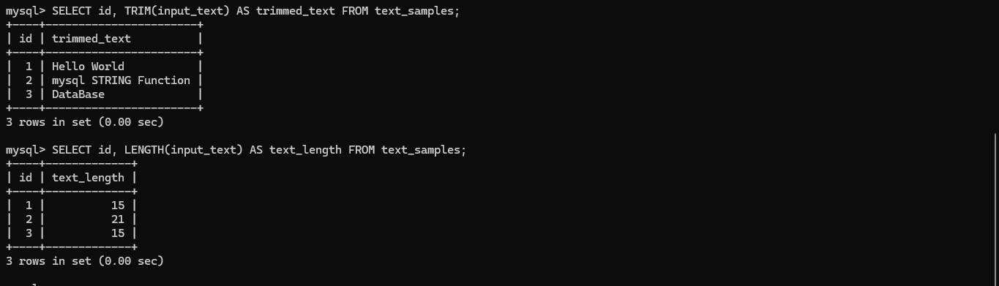 mysql> SELECT id, TRIM(input_text) AS trimmed_text FROM text_samples;
+----+----------------------+
| id | trimmed_text          |
+----+-----------------------+
|  1 | Hello World           |
|  2 | mysql STRING Function |
|  3 | DataBase              |
+----+-----------------------+
3 rows in set (0.00 sec)
mysql> SELECT id, LENGTH(input_text) AS text_length FROM text_samples;
+----+-------------+
| id | text_length |
+----+-------------+
|  1 |          15 |
|  2 |          21 |
|  3 |          15 |
+----+-------------+
3 rows in set (0.00 sec)